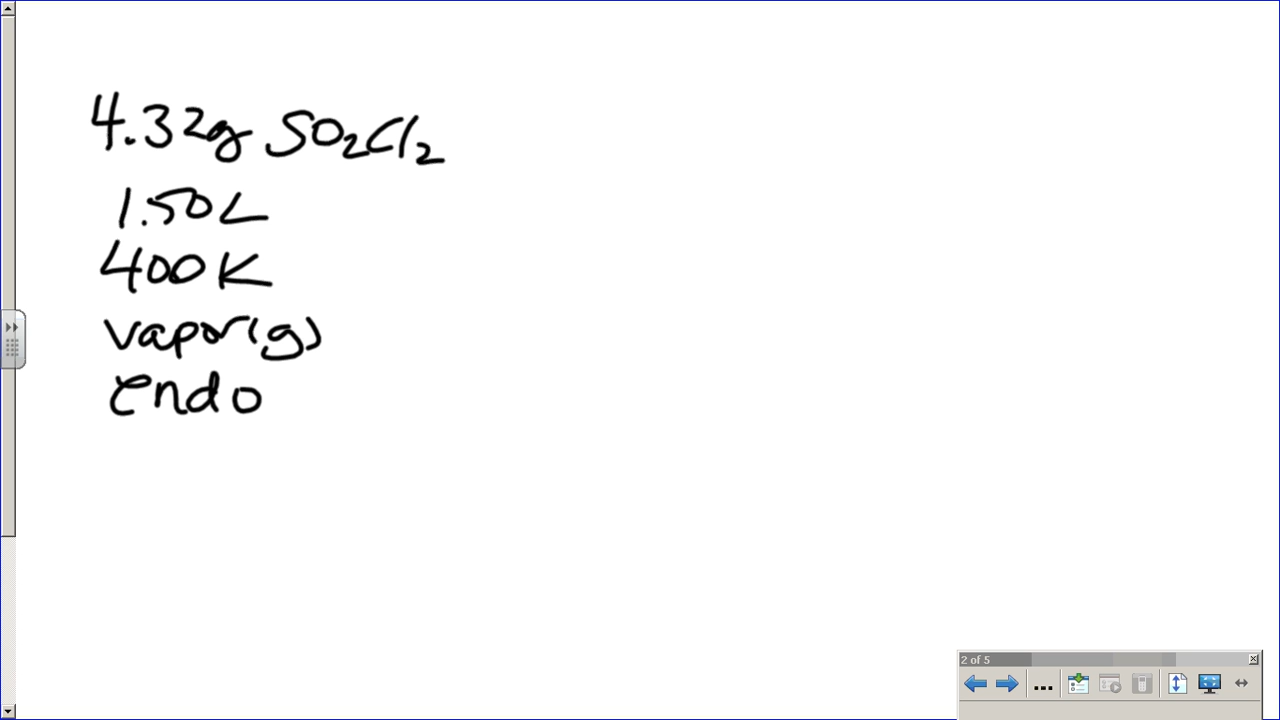 4.32g SO₂Cl₂
1.50L
400K
vapor(g)
endo
2 of 5